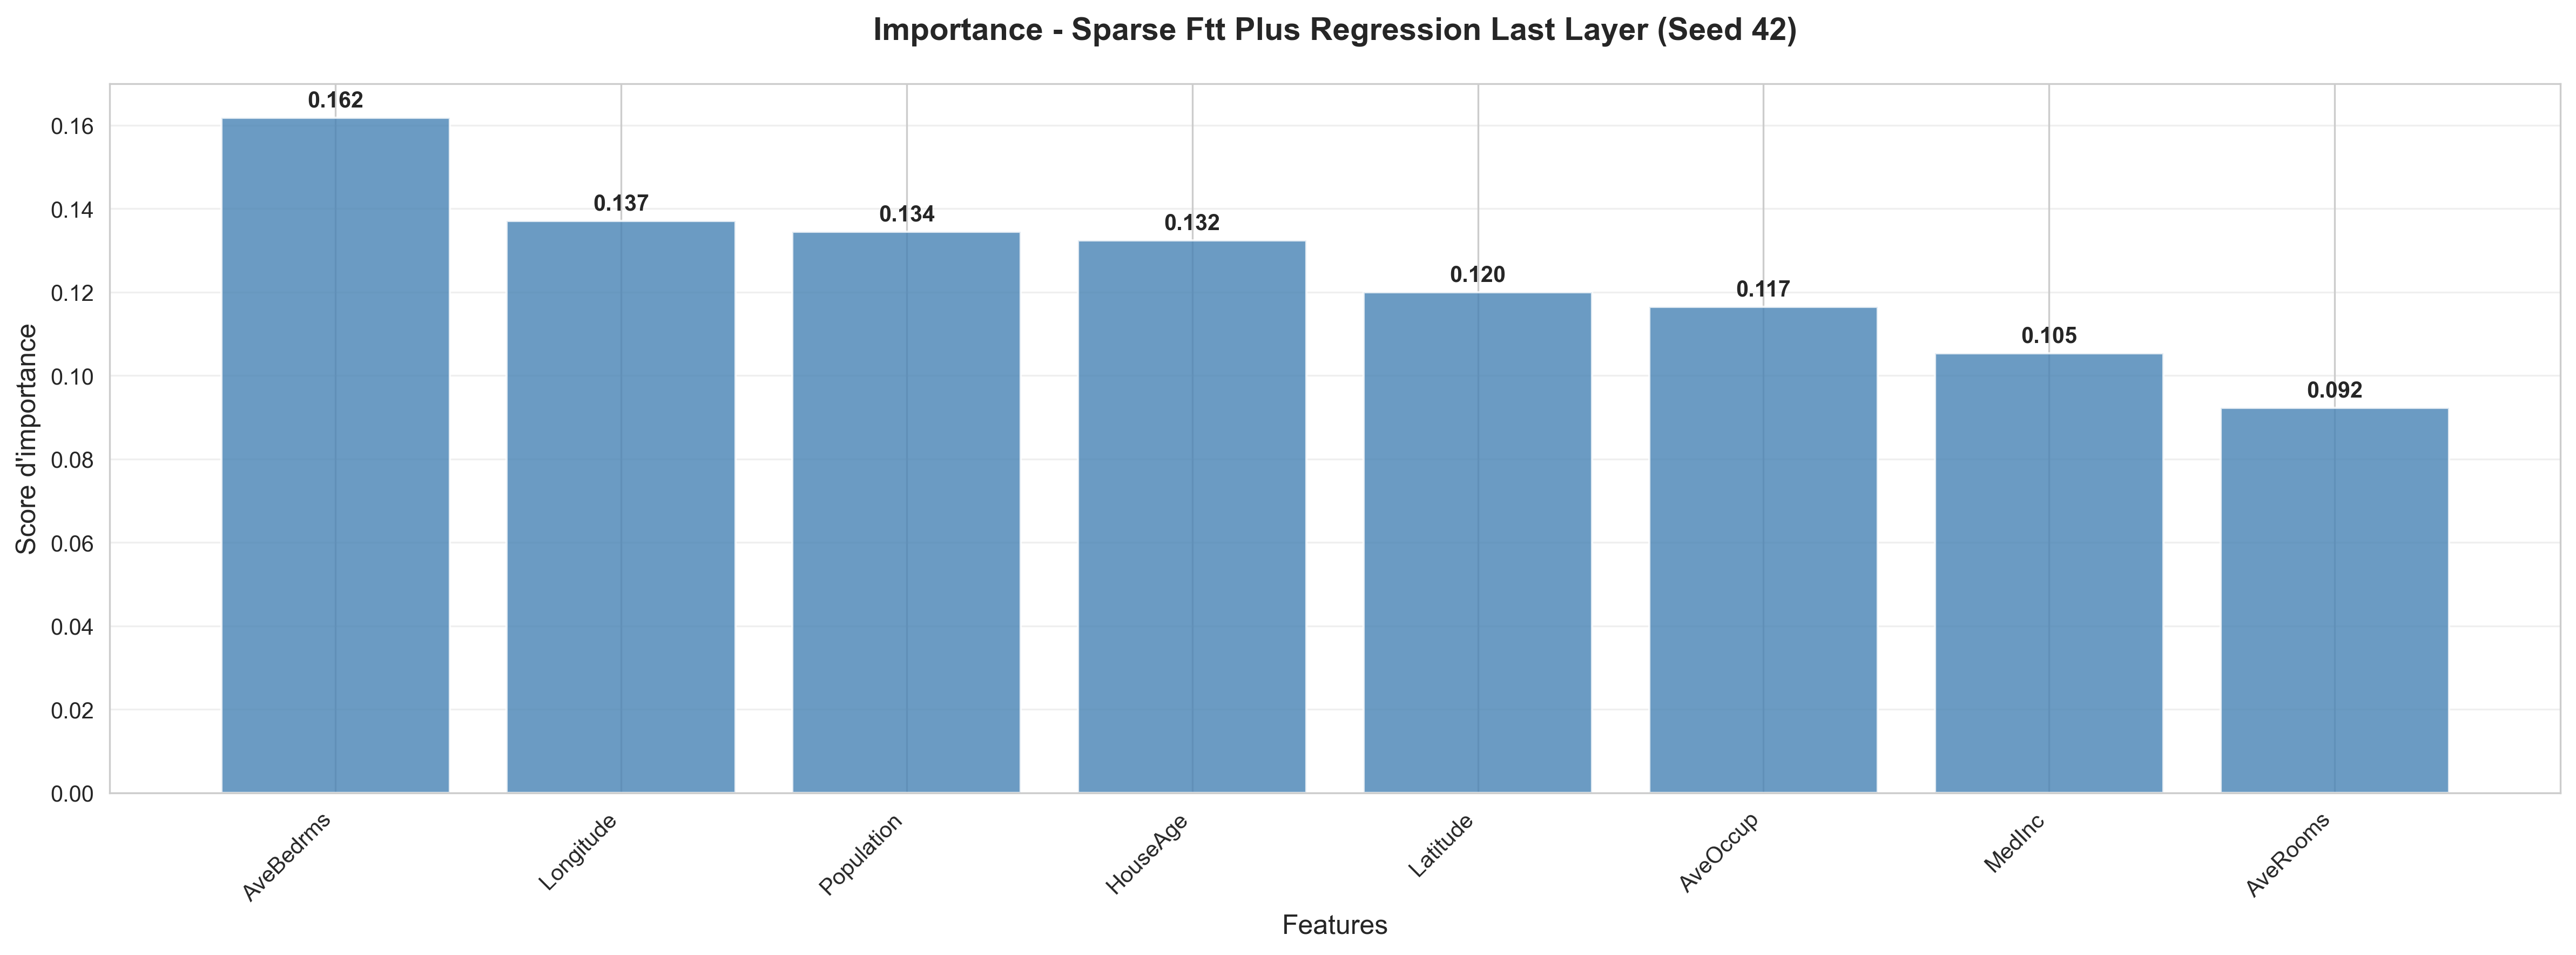 Importance - Sparse Ftt Plus Regression Last Layer (Seed 42)
Score d'importance
0.16
0.14
0.12
0.10
0.08
0.06
0.04
0.02
0.00
0.162
0.137
0.134
0.132
0.120
0.117
0.105
0.092
AveBedrms
Longitude
Population
HouseAge
Latitude
AveOccup
MedInc
AveRooms
Features